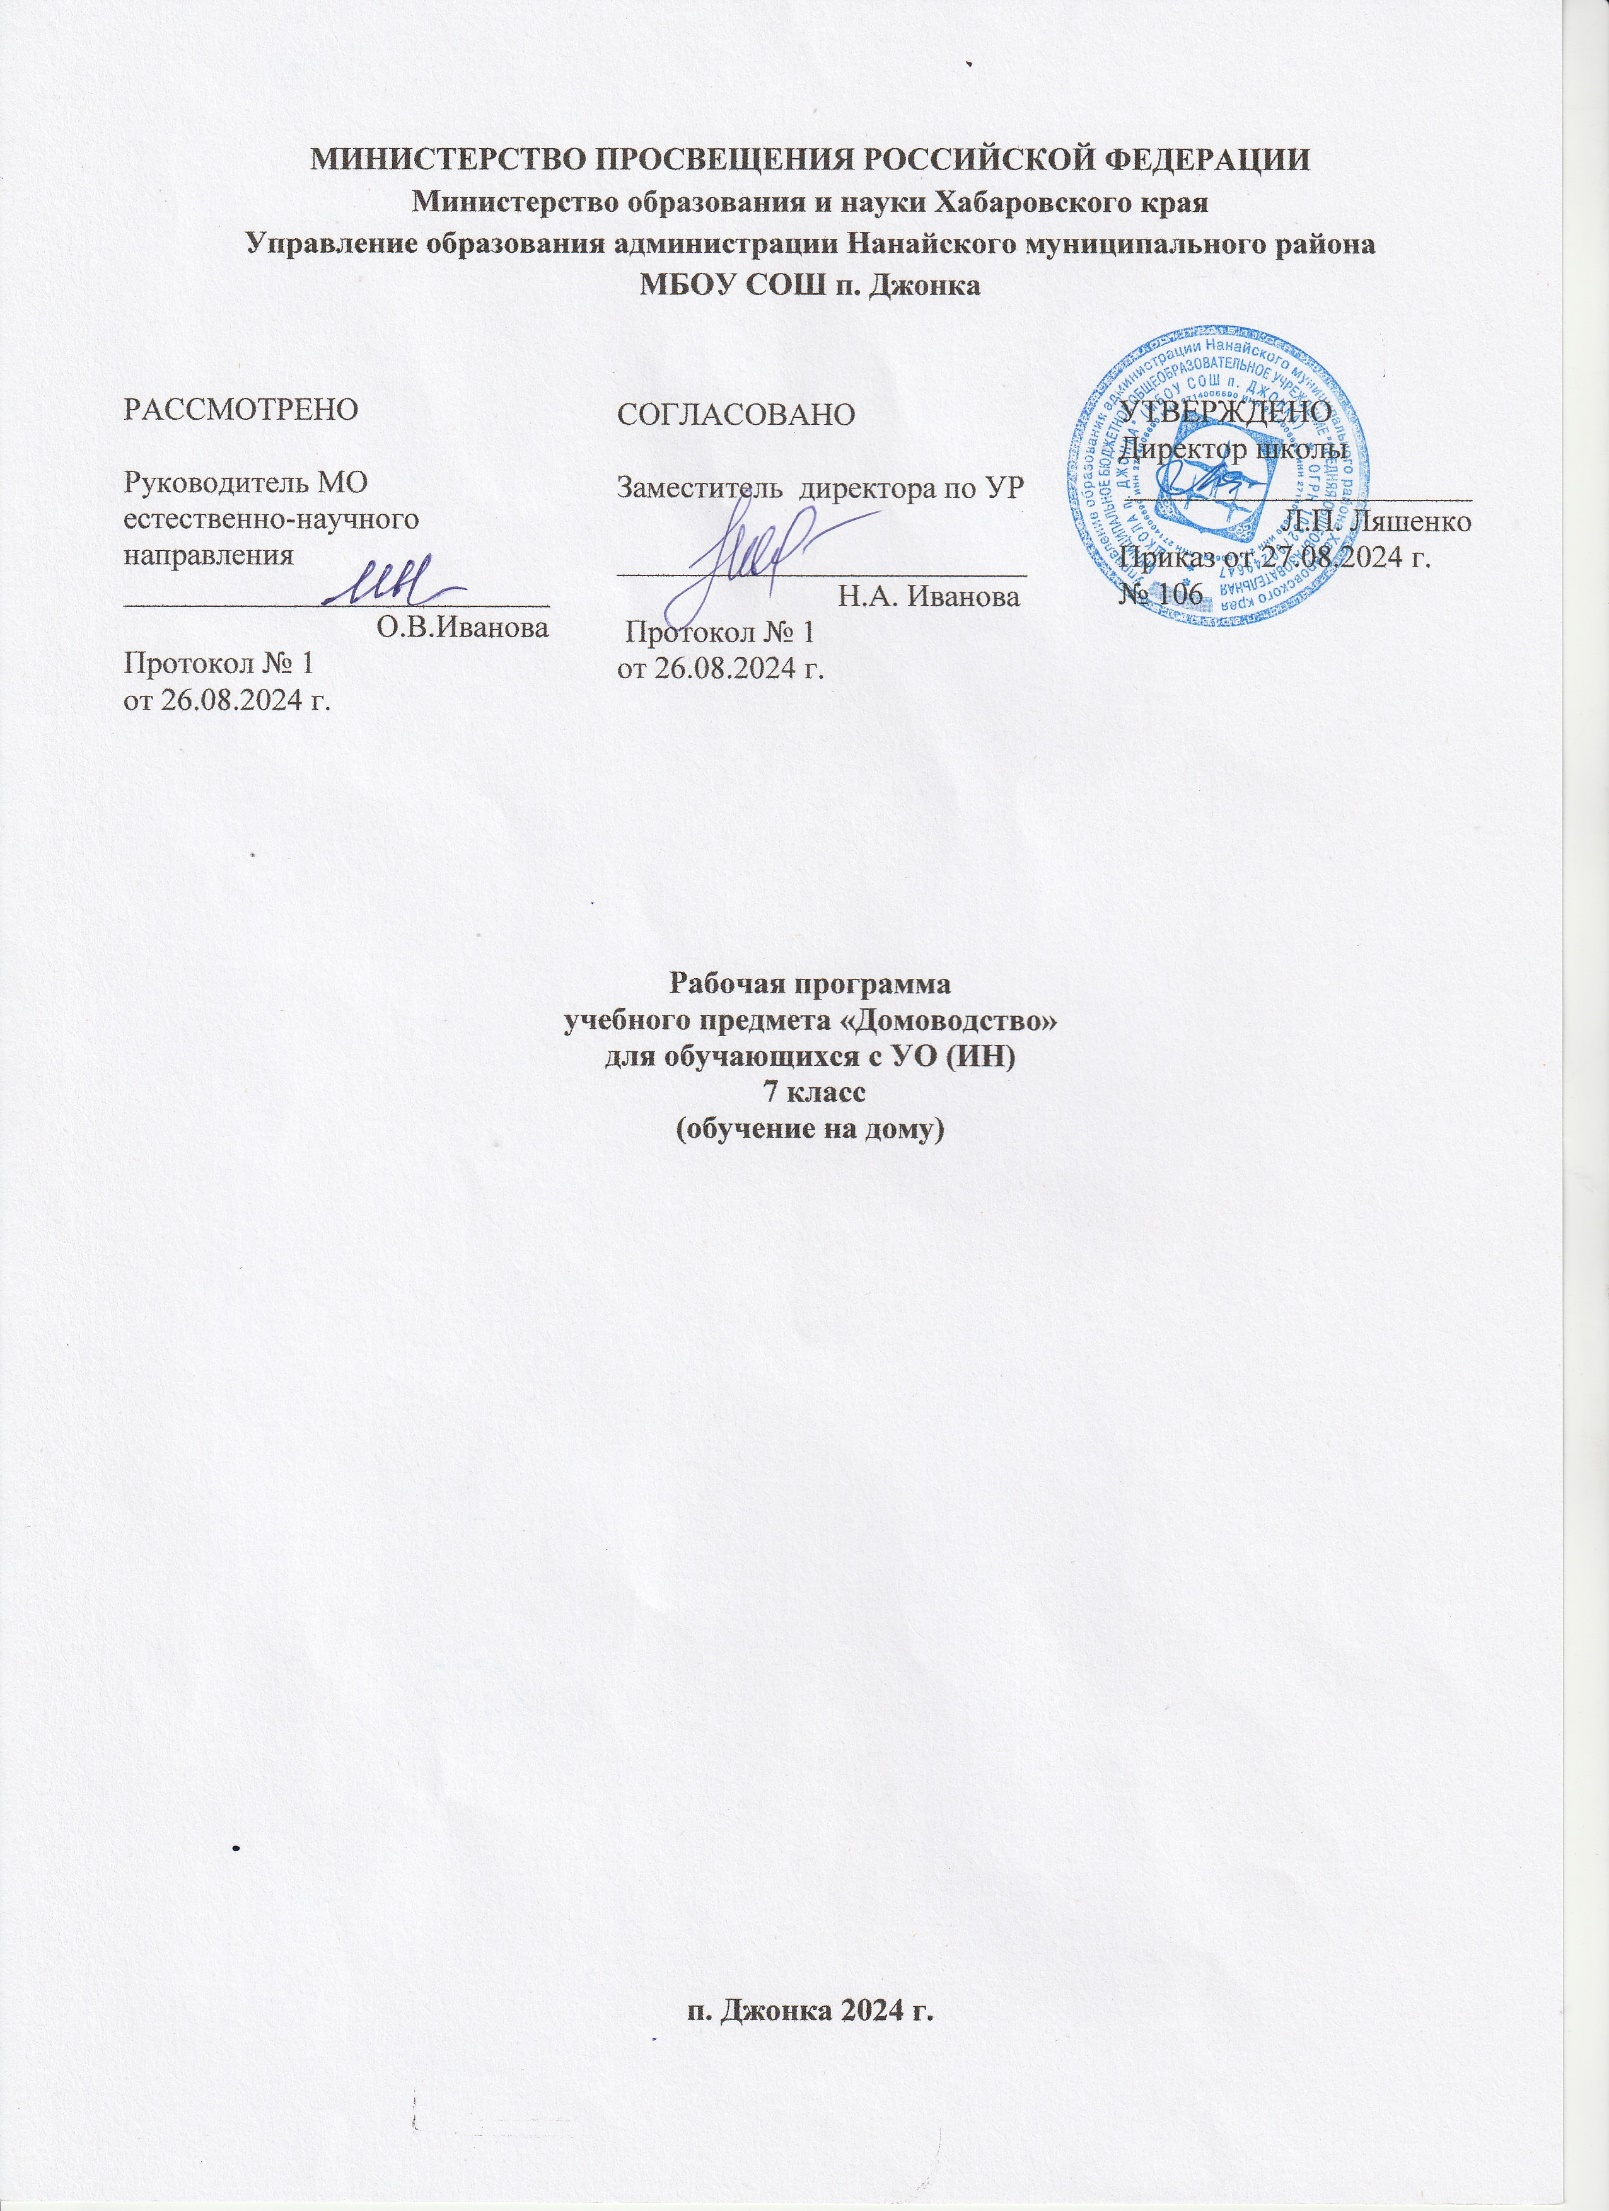 МИНИСТЕРСТВО ПРОСВЕЩЕНИЯ РОССИЙСКОЙ ФЕДЕРАЦИИ
Министерство образования и науки Хабаровского края
Управление образования администрации Нанайского муниципального района
МБОУ СОШ п. Джонка
РАССМОТРЕНО
Руководитель МО
естественно-научного
направления
О.В.Иванова
Протокол № 1
от 26.08.2024 г.
СОГЛАСОВАНО
Заместитель директора по УР
Н.А. Иванова
Протокол № 1
от 26.08.2024 г.
УТВЕРЖДЕНО
Директор школы
Л.П. Ляшенко
Приказ от 27.08.2024 г.
№ 106
Рабочая программа
учебного предмета «Домоводство»
для обучающихся с УО (ИН)
7 класс
(обучение на дому)
п. Джонка 2024 г.